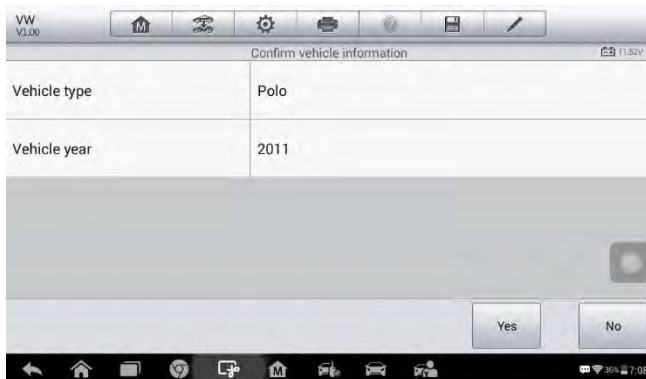 VW
V1.00
Confirm vehicle information
11.52V
Vehicle type
Polo
Vehicle year
2011
Yes
No
36% 7:08